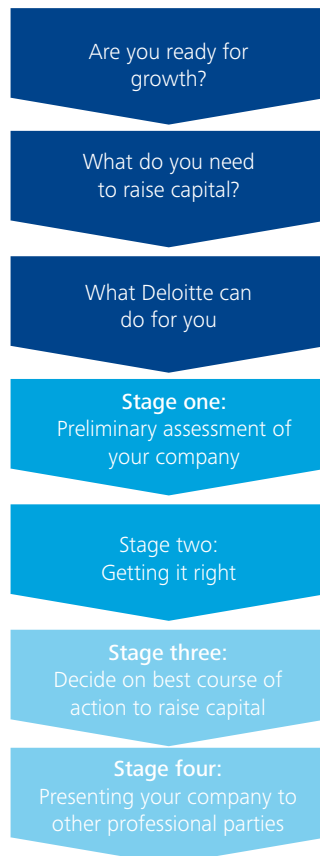 Are you ready for
growth?
What do you need
to raise capital?
What Deloitte can
do for you
Stage one:
Preliminary assessment of
your company
Stage two:
Getting it right
Stage three:
Decide on best course of
action to raise capital
Stage four:
Presenting your company to
other professional parties